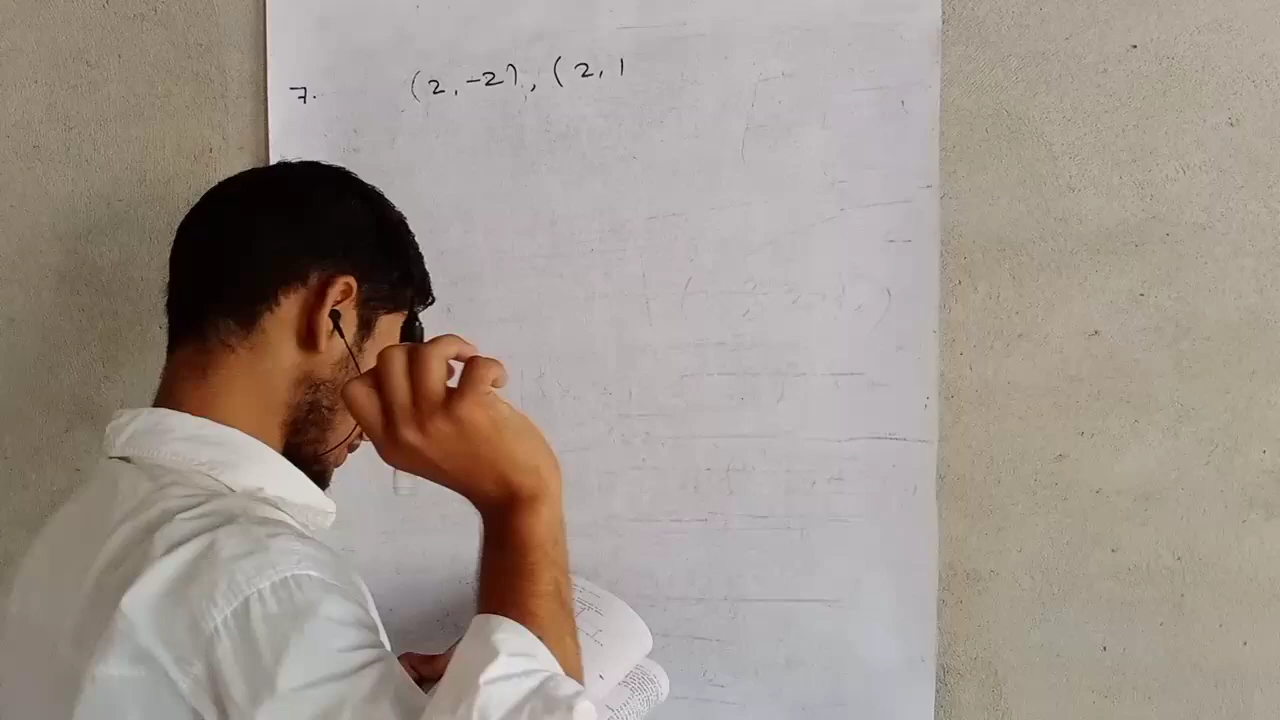 7. (2, -2), (2, 1